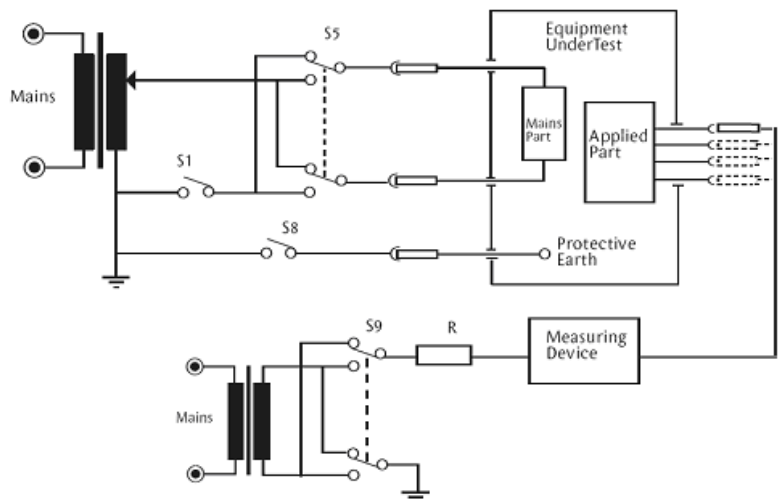 S5
Equipment
UnderTest
Mains
Mains
Part
Applied
Part
S1
S8
Protective
Earth
S9
R
Measuring
Device
Mains